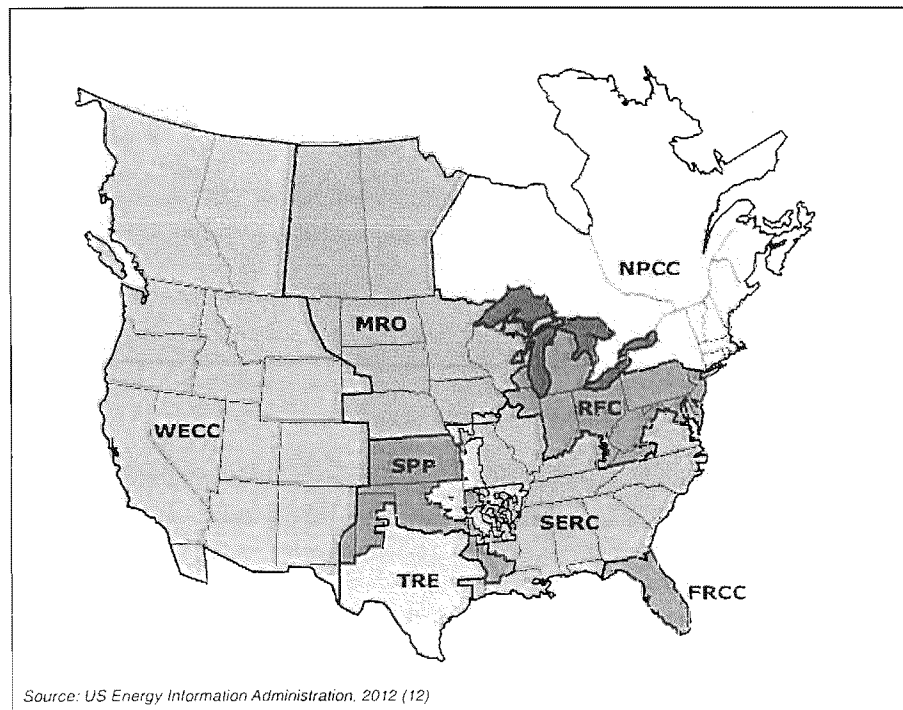 NPCC
MRO
RFC
WECC
SPP
SERC
TRE
FRCC
Source: US Energy Information Administration, 2012 (12)